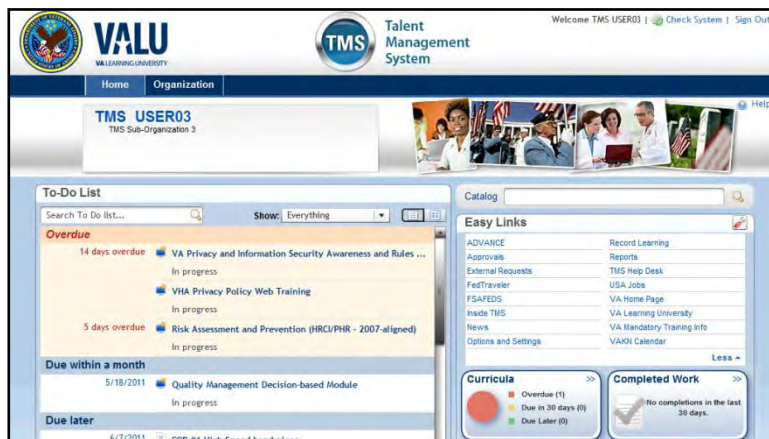 VALU
VA LEARNING UNIVERSITY
TMS
Talent
Management
System
Welcome TMS USER03 | Check System | Sign Out
Home Organization
TMS USER03
TMS Sub-Organization 3
Help
To-Do List
Search To Do list...
Show: Everything
Overdue
14 days overdue VA Privacy and Information Security Awareness and Rules ...
In progress
VHA Privacy Policy Web Training
In progress
5 days overdue Risk Assessment and Prevention (HRCI/PHR - 2007-aligned)
In progress
Due within a month
5/18/2011 Quality Management Decision-based Module
In progress
Due later
6/7/2011
Catalog
Easy Links
ADVANCE Record Learning
Approvals Reports
External Requests TMS Help Desk
FedTraveler USA Jobs
FSAFEDS VA Home Page
Inside TMS VA Learning University
News VA Mandatory Training Info
Options and Settings VAKN Calendar
Less
Curricula >>
Overdue (1)
Due in 30 days (0)
Due Later (0)
Completed Work >>
No completions in the last
30 days.